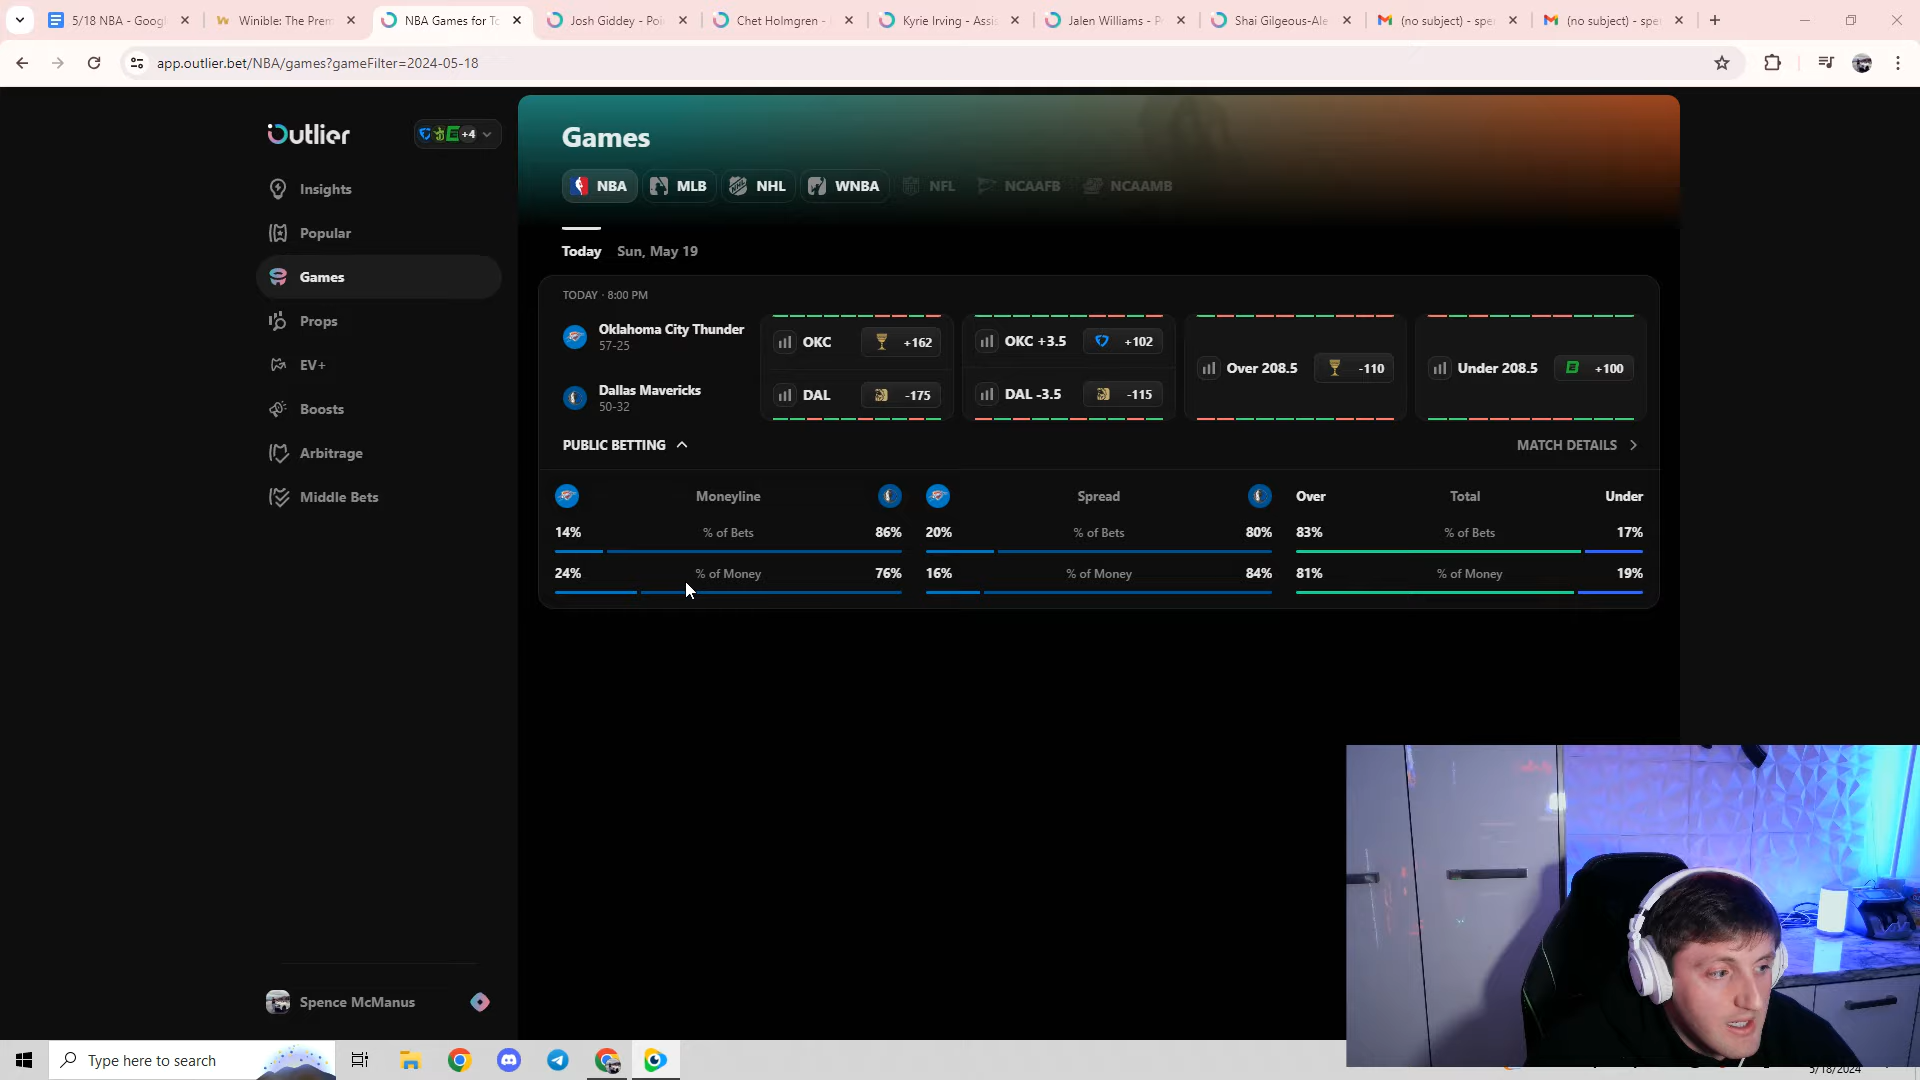 5/18 NBA - Googl
Winible: The Prem
NBA Games for To
Josh Giddey - Poi
Chet Holmgren -
Kyrie Irving - Assis
Jalen Williams - P
Shai Gilgeous-Ale
(no subject) - spe
(no subject) - spe
app.outlier.bet/NBA/games?gameFilter=2024-05-18
Outlier
+4
Insights
Popular
Games
Props
EV+
Boosts
Arbitrage
Middle Bets
Spence McManus
Games
NBA MLB NHL WNBA NFL NCAAFB NCAAMB
Today Sun, May 19
TODAY · 8:00 PM
Oklahoma City Thunder
57-25
OKC +162
OKC +3.5 +102
Over 208.5 -110
Under 208.5 +100
Dallas Mavericks
50-32
DAL -175
DAL -3.5 -115
PUBLIC BETTING
MATCH DETAILS
Moneyline Spread Over Total Under
14% % of Bets 86% 20% % of Bets 80% 83% % of Bets 17%
24% % of Money 76% 16% % of Money 84% 81% % of Money 19%
Type here to search
5/18/2024